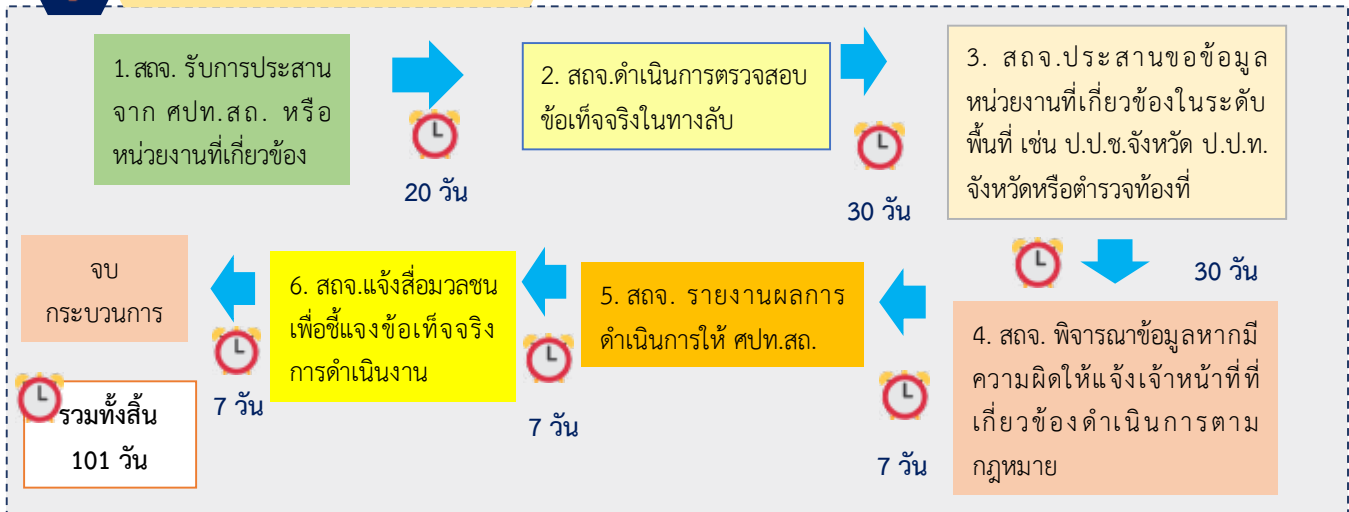 1. สถจ. รับการประสาน
จาก ศปท.สถ. หรือ
หน่วยงานที่เกี่ยวข้อง
20 วัน
2. สถจ.ดำเนินการตรวจสอบ
ข้อเท็จจริงในทางลับ
30 วัน
3. สถจ.ประสานขอข้อมูล
หน่วยงานที่เกี่ยวข้องในระดับ
พื้นที่ เช่น ป.ป.ช.จังหวัด ป.ป.ท.
จังหวัดหรือตำรวจท้องที่
30 วัน
4. สถจ. พิจารณาข้อมูลหากมี
ความผิดให้แจ้งเจ้าหน้าที่ที่
เกี่ยวข้องดำเนินการตาม
กฎหมาย
7 วัน
5. สถจ. รายงานผลการ
ดำเนินการให้ ศปท.สถ.
7 วัน
6. สถจ.แจ้งสื่อมวลชน
เพื่อชี้แจงข้อเท็จจริง
การดำเนินงาน
7 วัน
จบ
กระบวนการ
รวมทั้งสิ้น
101 วัน